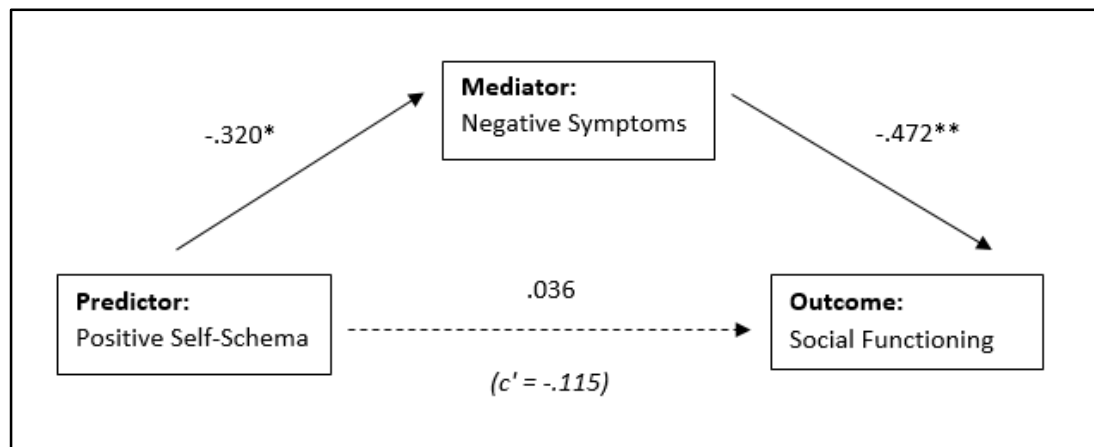 Mediator:
Negative Symptoms
-.320*
-.472**
Predictor:
Positive Self-Schema
.036
(c' = -.115)
Outcome:
Social Functioning